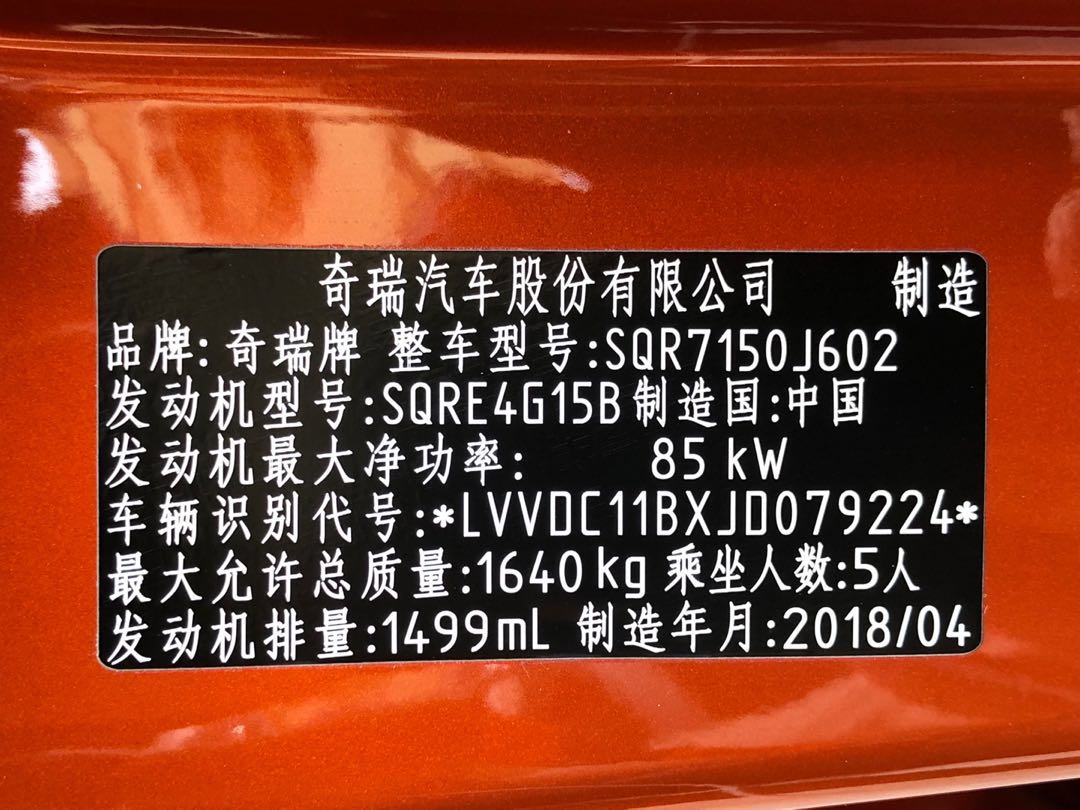 奇瑞汽车股份有限公司 制造
品牌:奇瑞牌 整车型号:SQR7150J602
发动机型号:SQRE4G15B制造国:中国
发动机最大净功率: 85 kW
车辆识别代号:*LVVDC11BXJD079224*
最大允许总质量:1640kg 乘坐人数:5人
发动机排量:1499mL 制造年月:2018/04